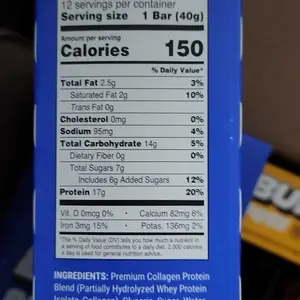 12 servings per container
Serving size 1 Bar (40g)
Amount per serving
Calories 150
% Daily Value*
Total Fat 2.5g 3%
Saturated Fat 2g 10%
Trans Fat 0g
Cholesterol 0mg 0%
Sodium 95mg 4%
Total Carbohydrate 14g 5%
Dietary Fiber 0g 0%
Total Sugars 7g
Includes 6g Added Sugars 12%
Protein 17g 20%
Vit. D 0mcg 0% • Calcium 82mg 6%
Iron 3mg 15% • Potas. 136mg 2%
*The % Daily Value (DV) tells you how much a nutrient in
a serving of food contributes to a daily diet. 2,000 calories
a day is used for general nutrition advice.
INGREDIENTS: Premium Collagen Protein
Blend (Partially Hydrolyzed Whey Protein